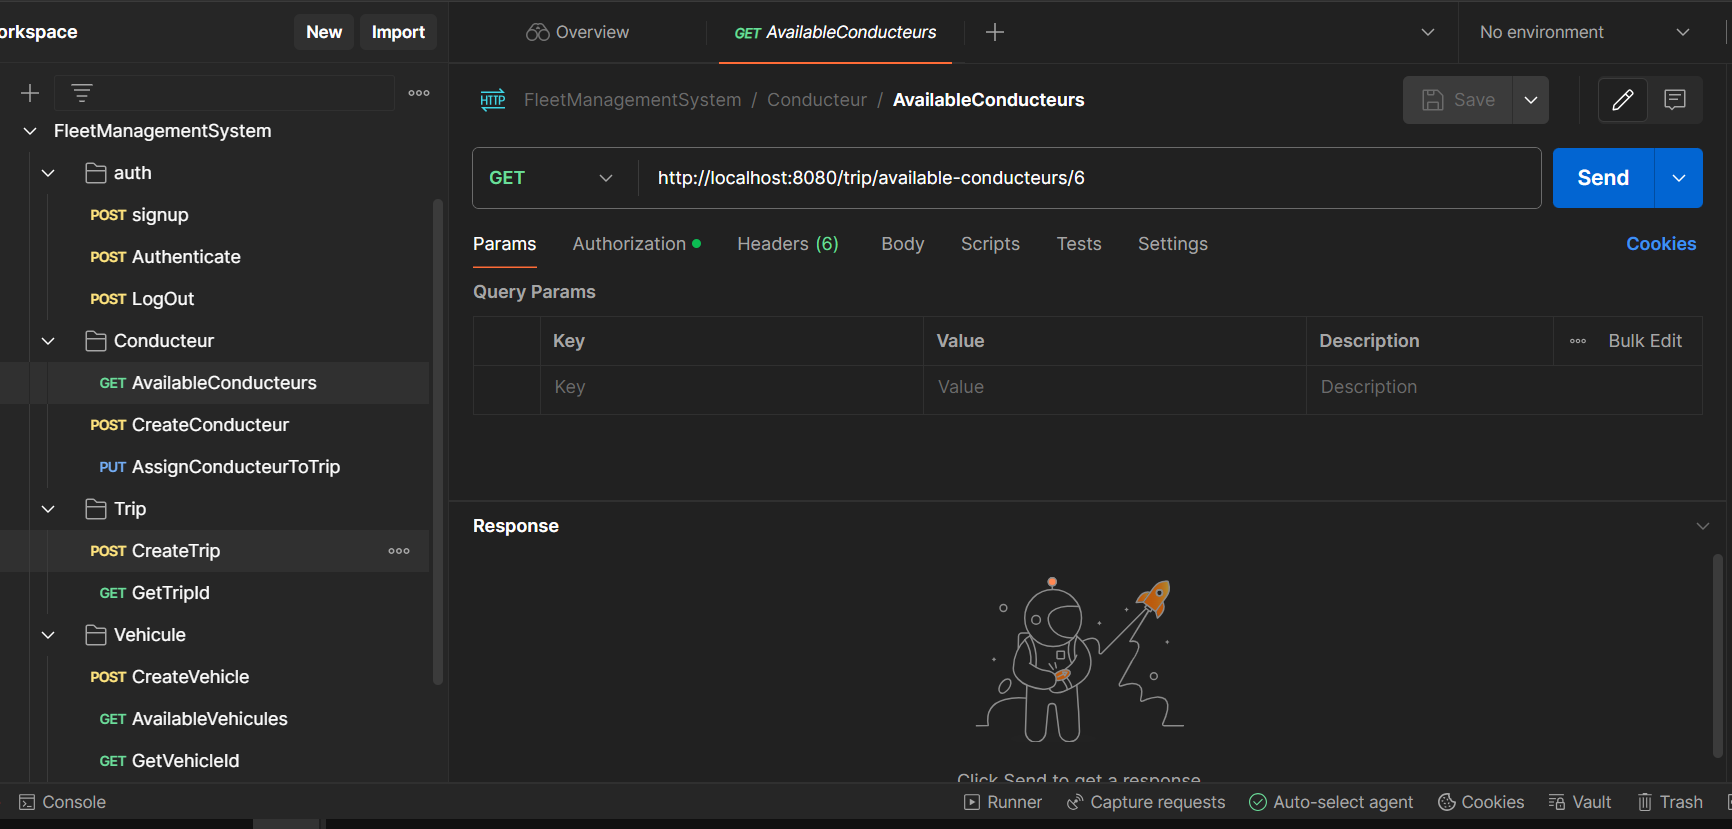 orkspace
New
Import
FleetManagementSystem
auth
POST signup
POST Authenticate
POST LogOut
Conducteur
GET AvailableConducteurs
POST CreateConducteur
PUT AssignConducteurToTrip
Trip
POST CreateTrip
GET GetTripId
Vehicule
POST CreateVehicle
GET AvailableVehicules
GET GetVehicleId
Overview
GET AvailableConducteurs
No environment
HTTP FleetManagementSystem / Conducteur / AvailableConducteurs
Save
GET http://localhost:8080/trip/available-conducteurs/6
Send
Params Authorization Headers (6) Body Scripts Tests Settings
Cookies
Query Params
Key Value Description Bulk Edit
Key Value Description
Response
Click Send to get a response
Console
Runner Capture requests Auto-select agent Cookies Vault Trash